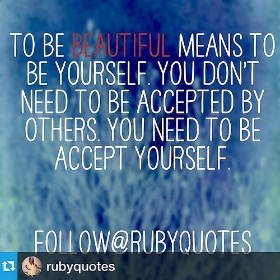 TO BE BEAUTIFUL MEANS TO
BE YOURSELF. YOU DON'T
NEED TO BE ACCEPTED BY
OTHERS. YOU NEED TO BE
ACCEPT YOURSELF.
FOLLOW@RUBYQUOTES
rubyquotes